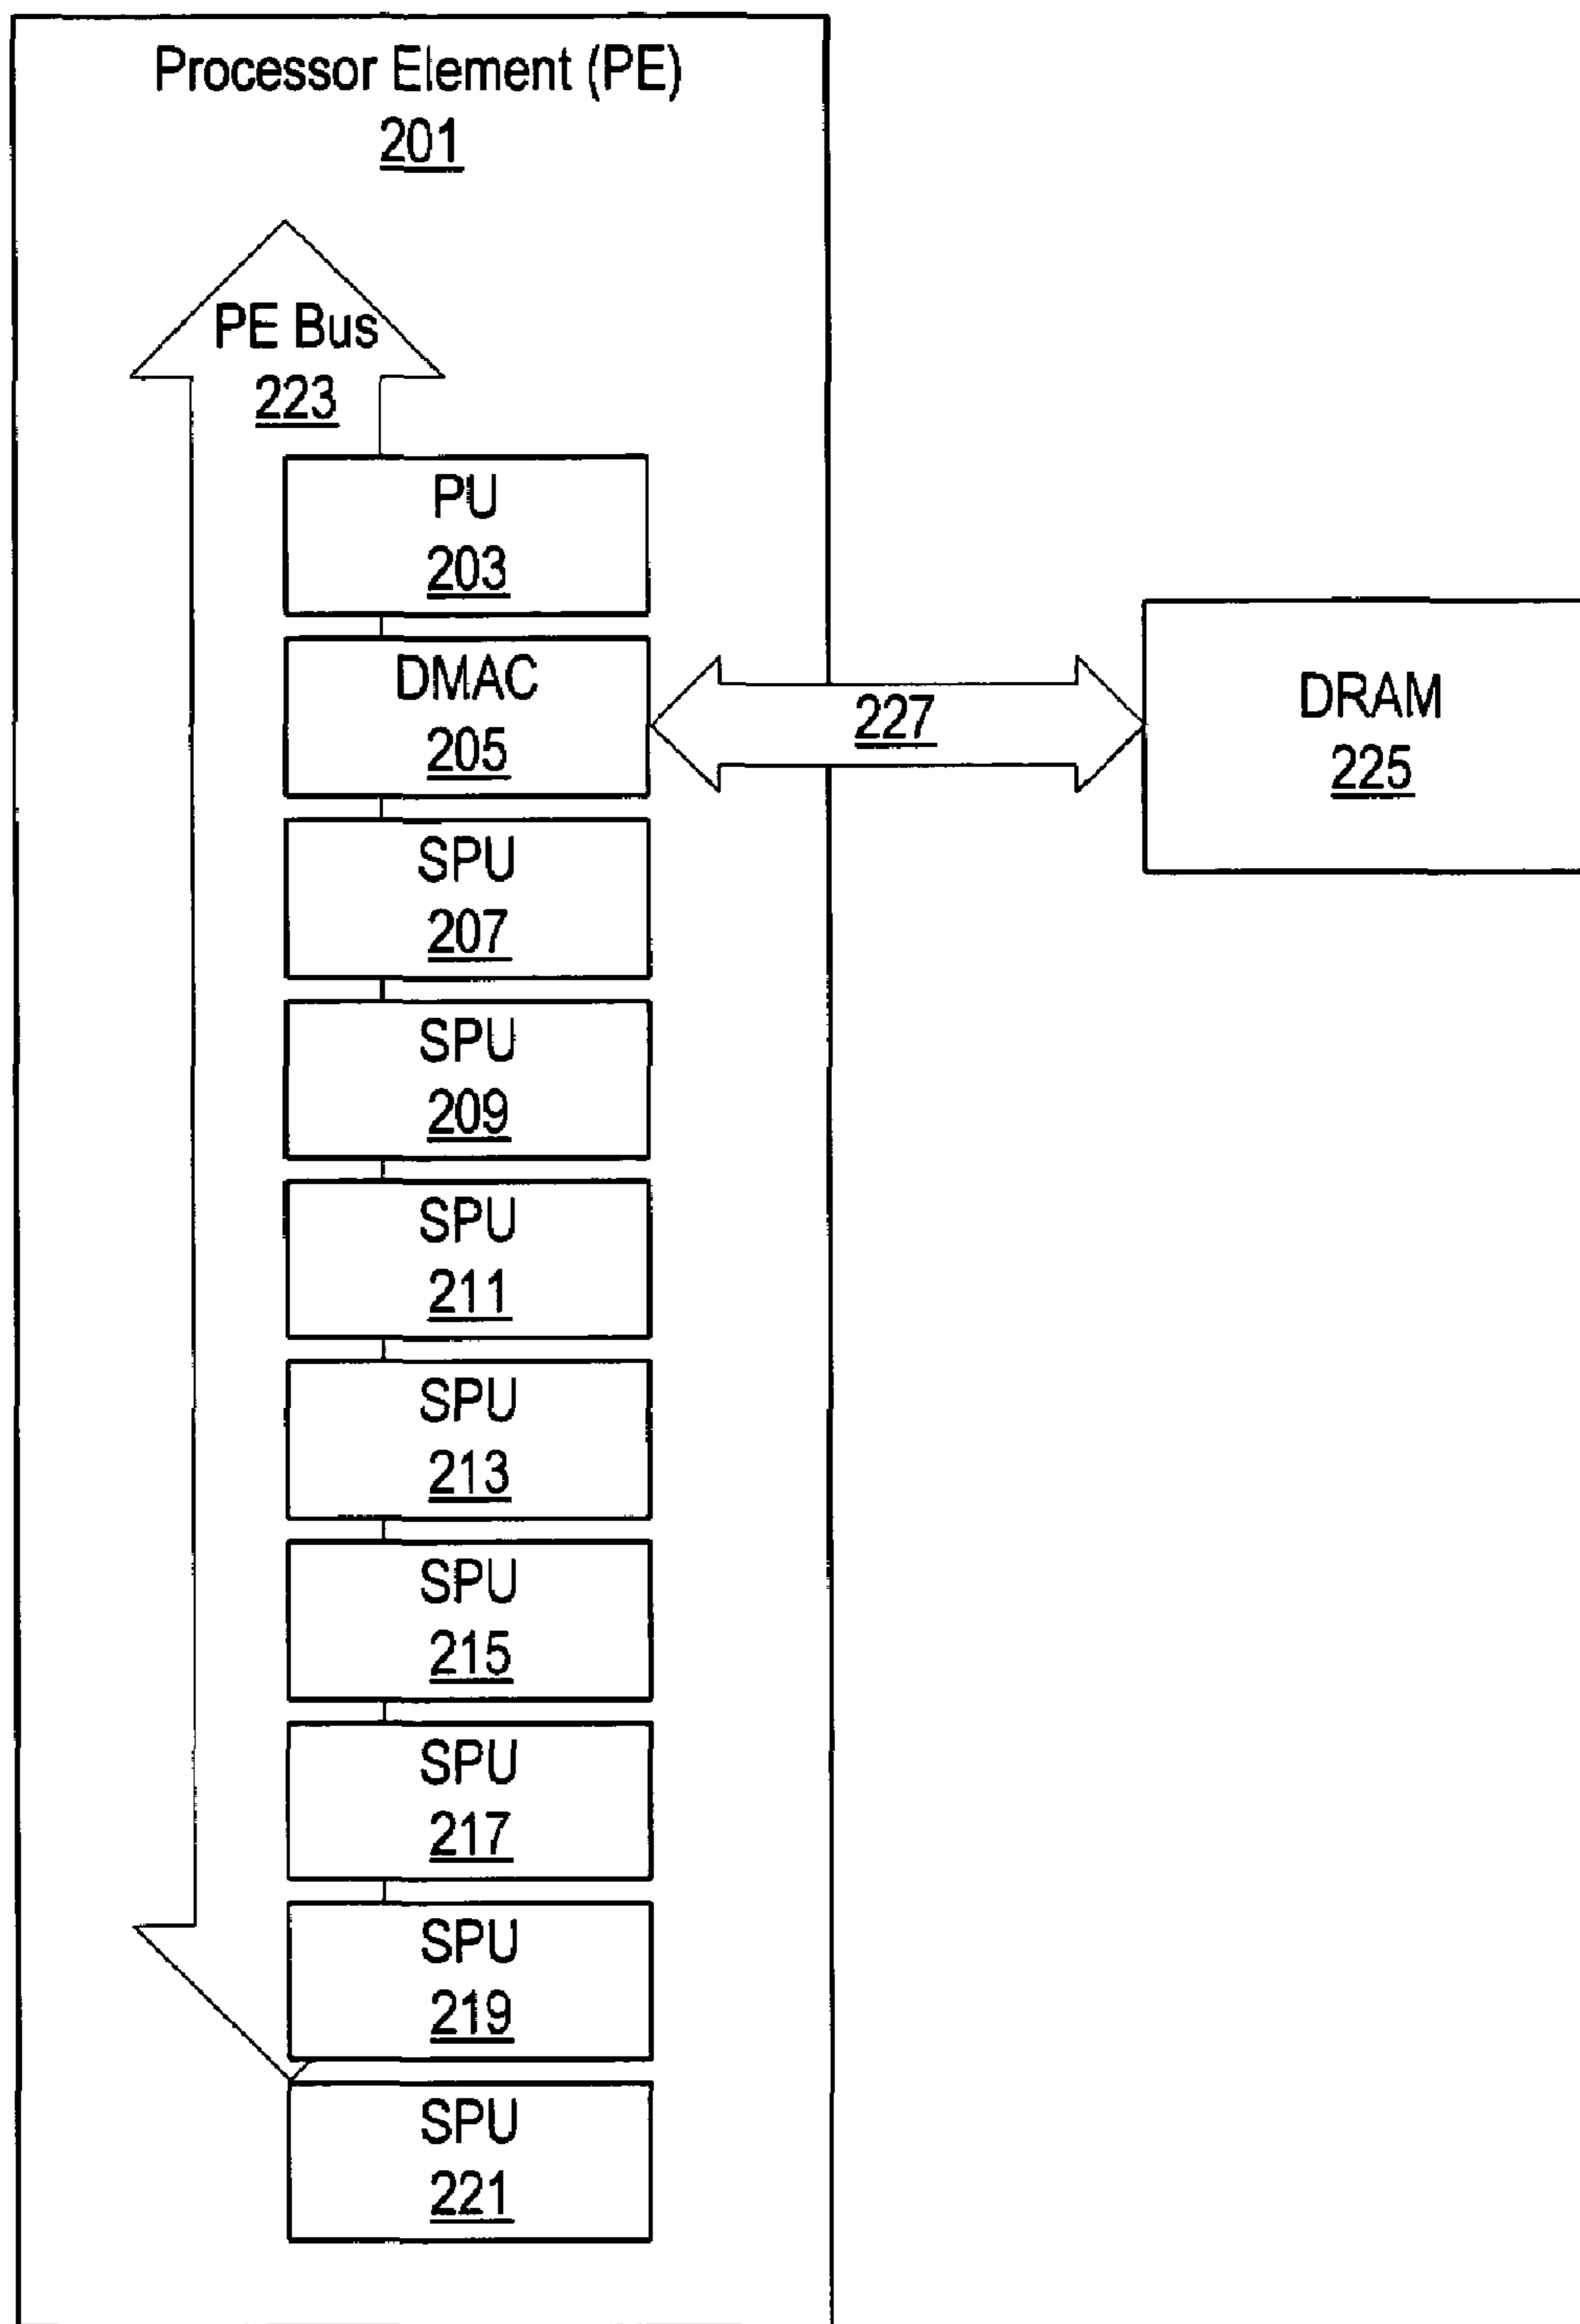 Processor Element (PE)
201
PE Bus
223
PU
203
DMAC
205
227
DRAM
225
SPU
207
SPU
209
SPU
211
SPU
213
SPU
215
SPU
217
SPU
219
SPU
221